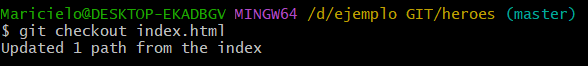 Maricielo@DESKTOP-EKADBGV MINGW64 /d/ejemplo GIT/heroes (master)
$ git checkout index.html
Updated 1 path from the index